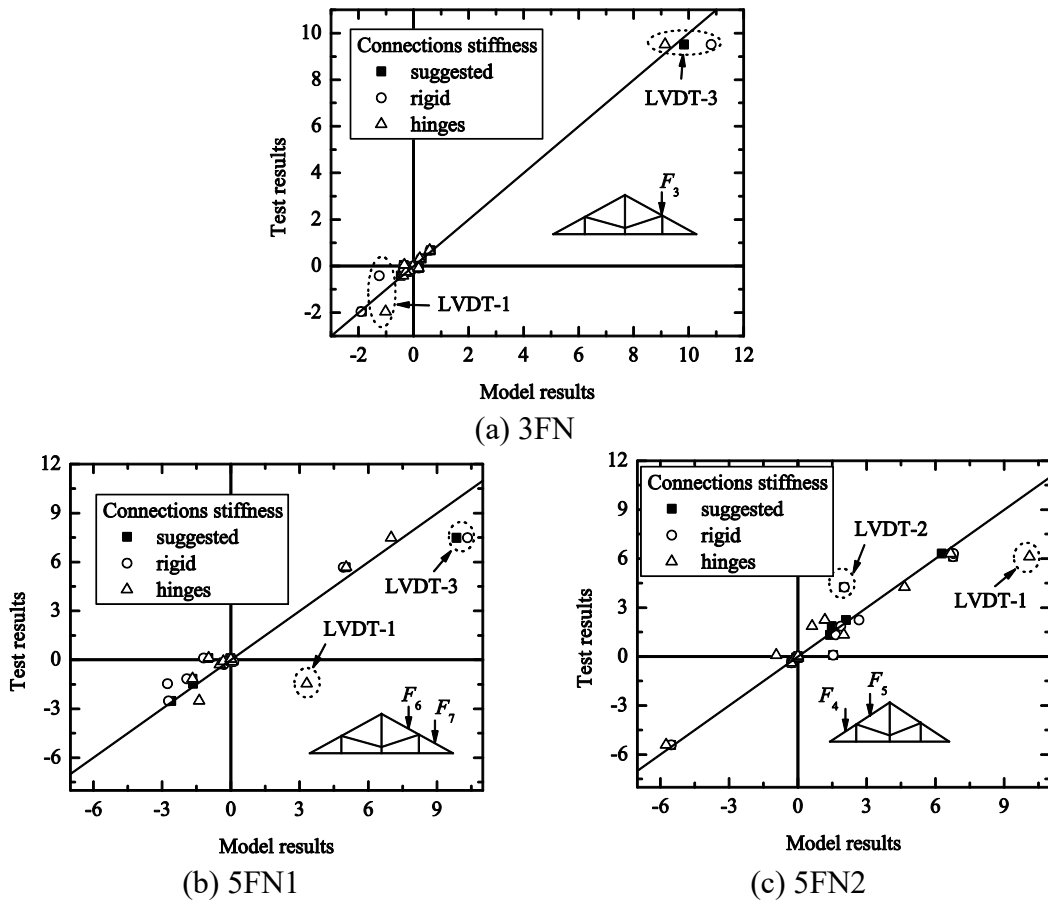 Connections stiffness
suggested
rigid
hinges
LVDT-3
F3
LVDT-1
10
8
6
4
2
0
-2
-2 0 2 4 6 8 10 12
Test results
Model results
(a) 3FN
Connections stiffness
suggested
rigid
hinges
LVDT-3
LVDT-1
F6
F7
12
9
6
3
0
-3
-6
-6 -3 0 3 6 9
Test results
Model results
(b) 5FN1
Connections stiffness
suggested
rigid
hinges
LVDT-2
LVDT-1
F5
F4
12
9
6
3
0
-3
-6
-6 -3 0 3 6 9
Test results
Model results
(c) 5FN2